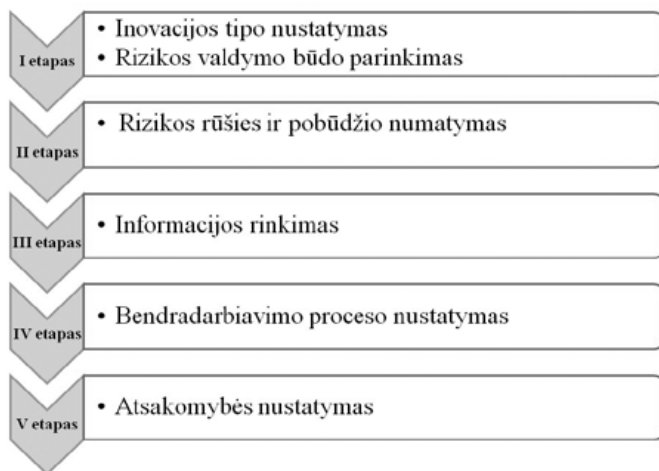 • Inovacijos tipo nustatymas
• Rizikos valdymo būdo parinkimas
I etapas
• Rizikos rūšies ir pobūdžio numatymas
II etapas
• Informacijos rinkimas
III etapas
• Bendradarbiavimo proceso nustatymas
IV etapas
• Atsakomybės nustatymas
V etapas